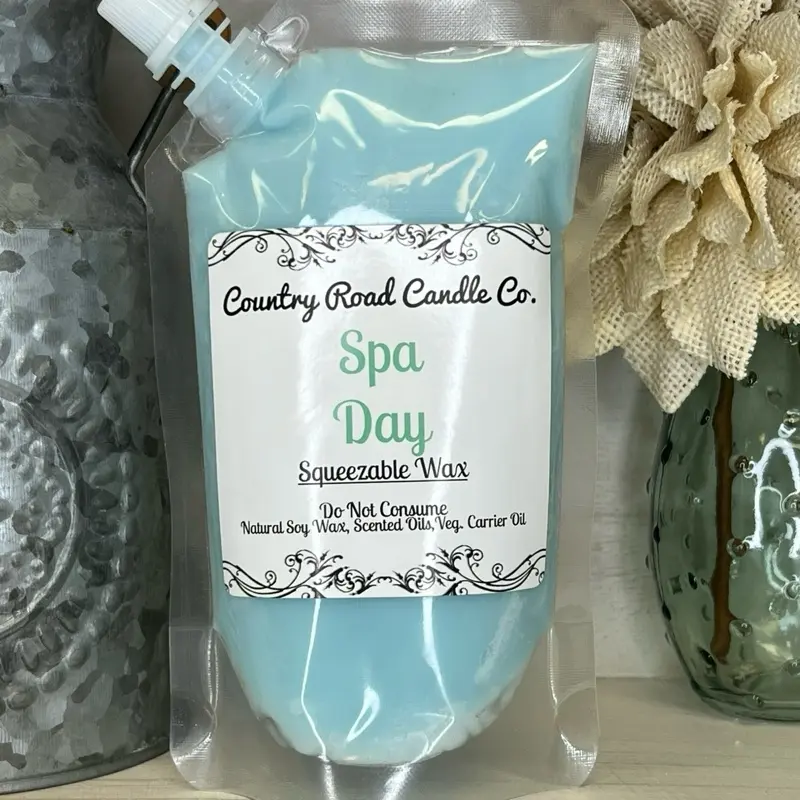 Country Road Candle Co.
Spa
Day
Squeezable Wax
Do Not Consume
Natural Soy Wax, Scented Oils,Veg. Carrier Oil